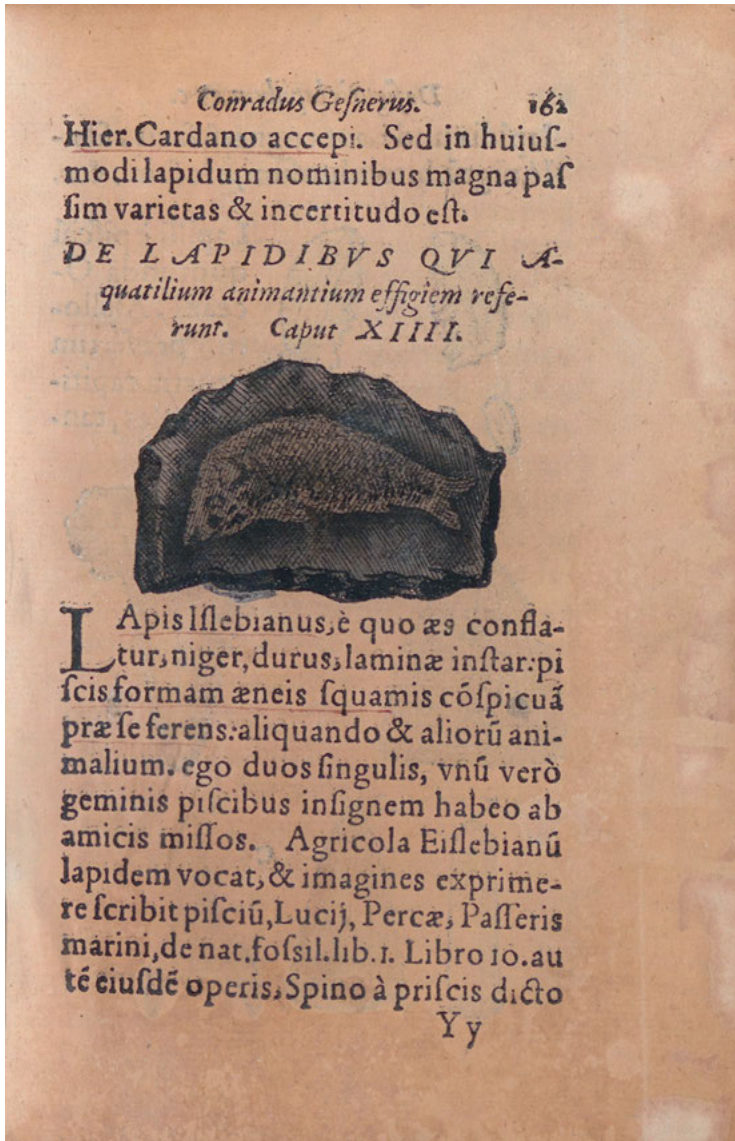 Conradus Geſnerus. 162
Hier.Cardano accepi. Sed in huiuſ-
modi lapidum nominibus magna paſ
ſim varietas & incertitudo eſt.
DE LAPIDIBVS QVI A-
quatilium animantium effigiem refe-
runt. Caput XIIII.
LApis Iſlebianus, è quo æs confla-
tur, niger, durus, laminæ inſtar: pi
ſcis formam æneis ſquamis cóſpicuã
præ ſe ferens: aliquando & aliorũ ani-
malium. ego duos ſingulis, vnũ verò
geminis piſcibus inſignem habeo ab
amicis miſſos. Agricola Eiſlebianũ
lapidem vocat, & imagines exprime-
re ſcribit piſciũ, Lucij, Percæ, Paſſeris
marini, de nat.foſsil.lib.1. Libro 10.au
té eiuſdẽ operis, Spino à priſcis dicto
Yy